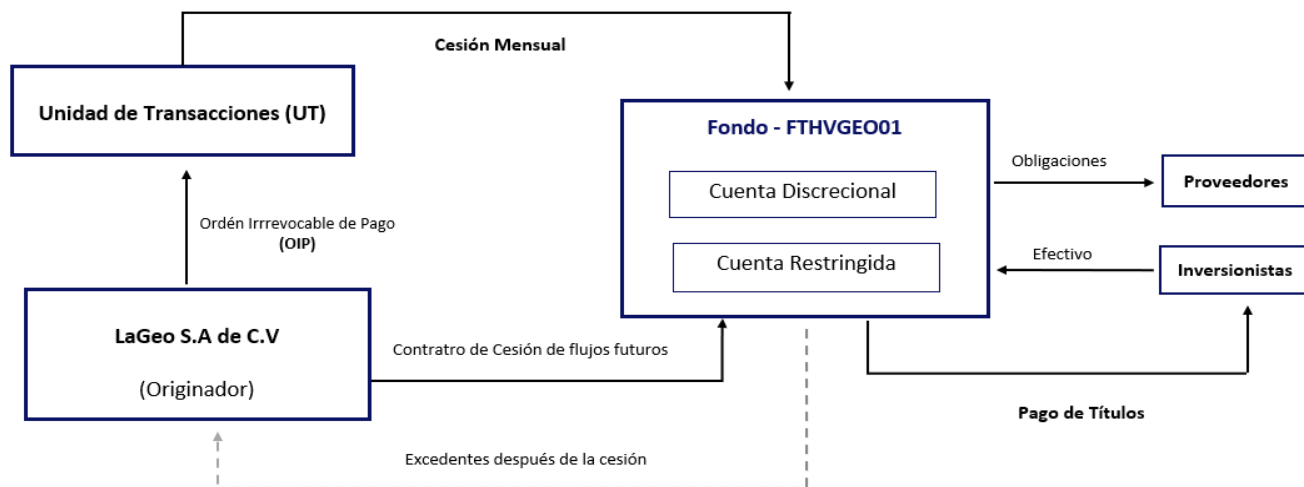 Cesión Mensual
Unidad de Transacciones (UT)
Fondo - FTHVGEO01
Cuenta Discrecional
Cuenta Restringida
Obligaciones
Proveedores
Efectivo
Inversionistas
Ordén Irrrevocable de Pago
(OIP)
LaGeo S.A de C.V
(Originador)
Contratro de Cesión de flujos futuros
Pago de Títulos
Excedentes después de la cesión